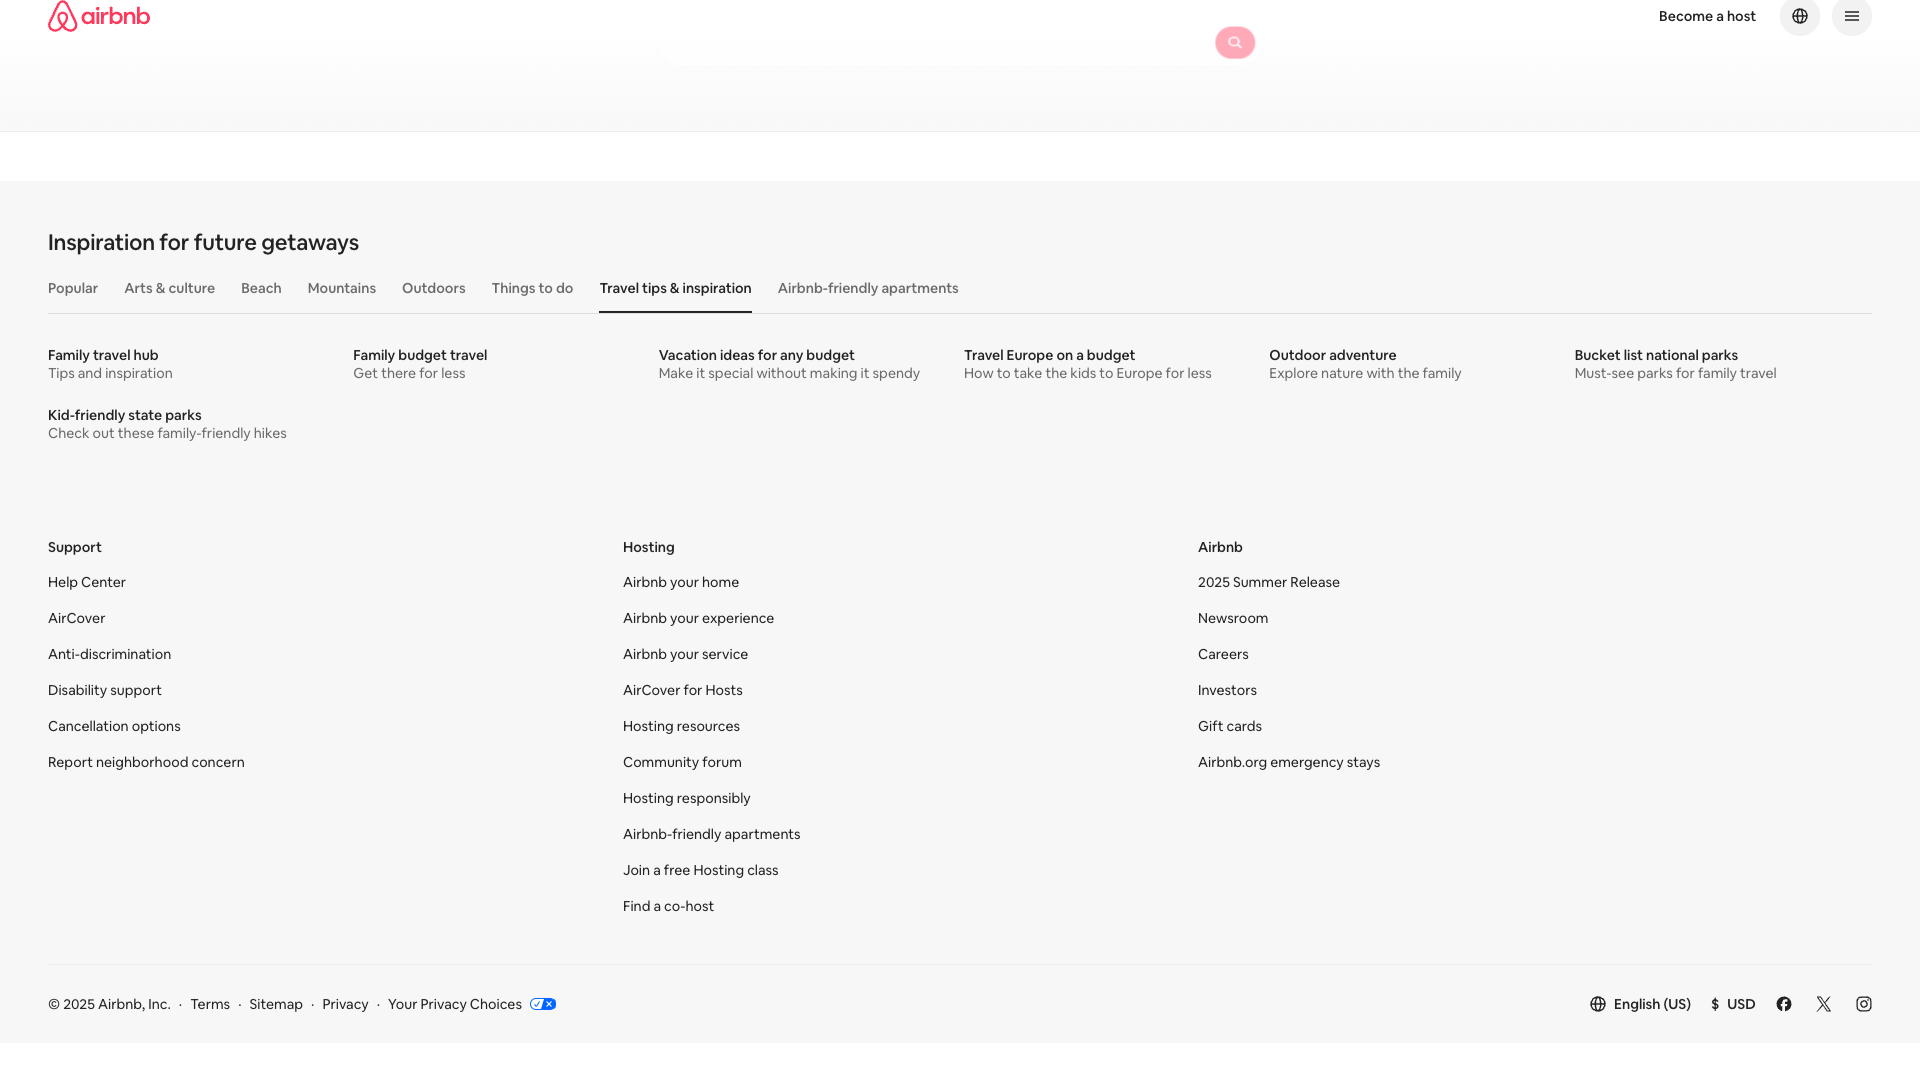 airbnb
Become a host
Inspiration for future getaways
Popular Arts & culture Beach Mountains Outdoors Things to do Travel tips & inspiration Airbnb-friendly apartments
Family travel hub
Tips and inspiration
Family budget travel
Get there for less
Vacation ideas for any budget
Make it special without making it spendy
Travel Europe on a budget
How to take the kids to Europe for less
Outdoor adventure
Explore nature with the family
Bucket list national parks
Must-see parks for family travel
Kid-friendly state parks
Check out these family-friendly hikes
Support
Help Center
AirCover
Anti-discrimination
Disability support
Cancellation options
Report neighborhood concern
Hosting
Airbnb your home
Airbnb your experience
Airbnb your service
AirCover for Hosts
Hosting resources
Community forum
Hosting responsibly
Airbnb-friendly apartments
Join a free Hosting class
Find a co-host
Airbnb
2025 Summer Release
Newsroom
Careers
Investors
Gift cards
Airbnb.org emergency stays
© 2025 Airbnb, Inc. · Terms · Sitemap · Privacy · Your Privacy Choices
English (US) $ USD